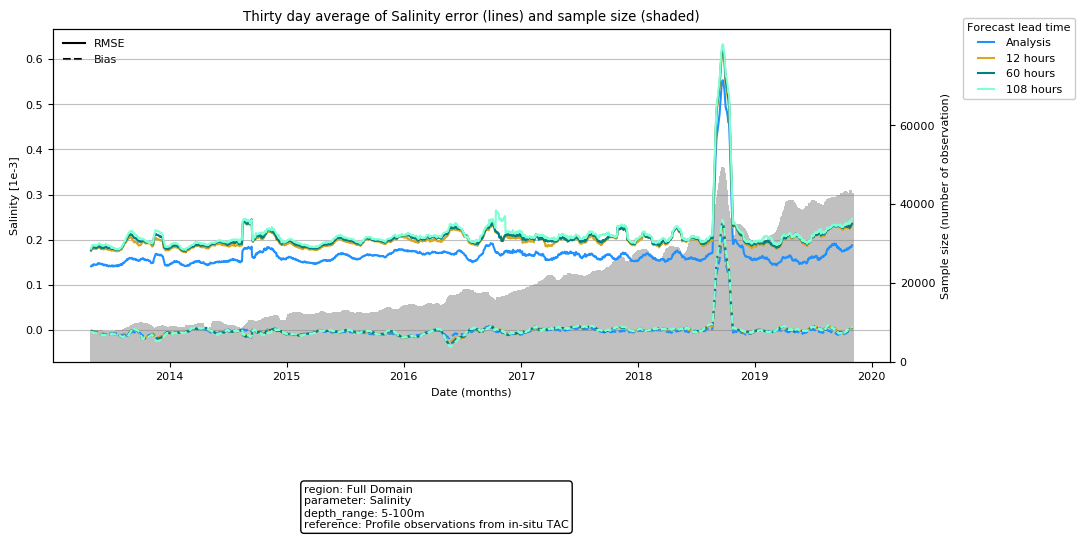 Thirty day average of Salinity error (lines) and sample size (shaded)
RMSE
Bias
Forecast lead time
Analysis
12 hours
60 hours
108 hours
0.6
0.5
0.4
0.3
0.2
0.1
0.0
Salinity [1e-3]
60000
40000
20000
0
Sample size (number of observation)
2014
2015
2016
2017
2018
2019
2020
Date (months)
region: Full Domain
parameter: Salinity
depth_range: 5-100m
reference: Profile observations from in-situ TAC